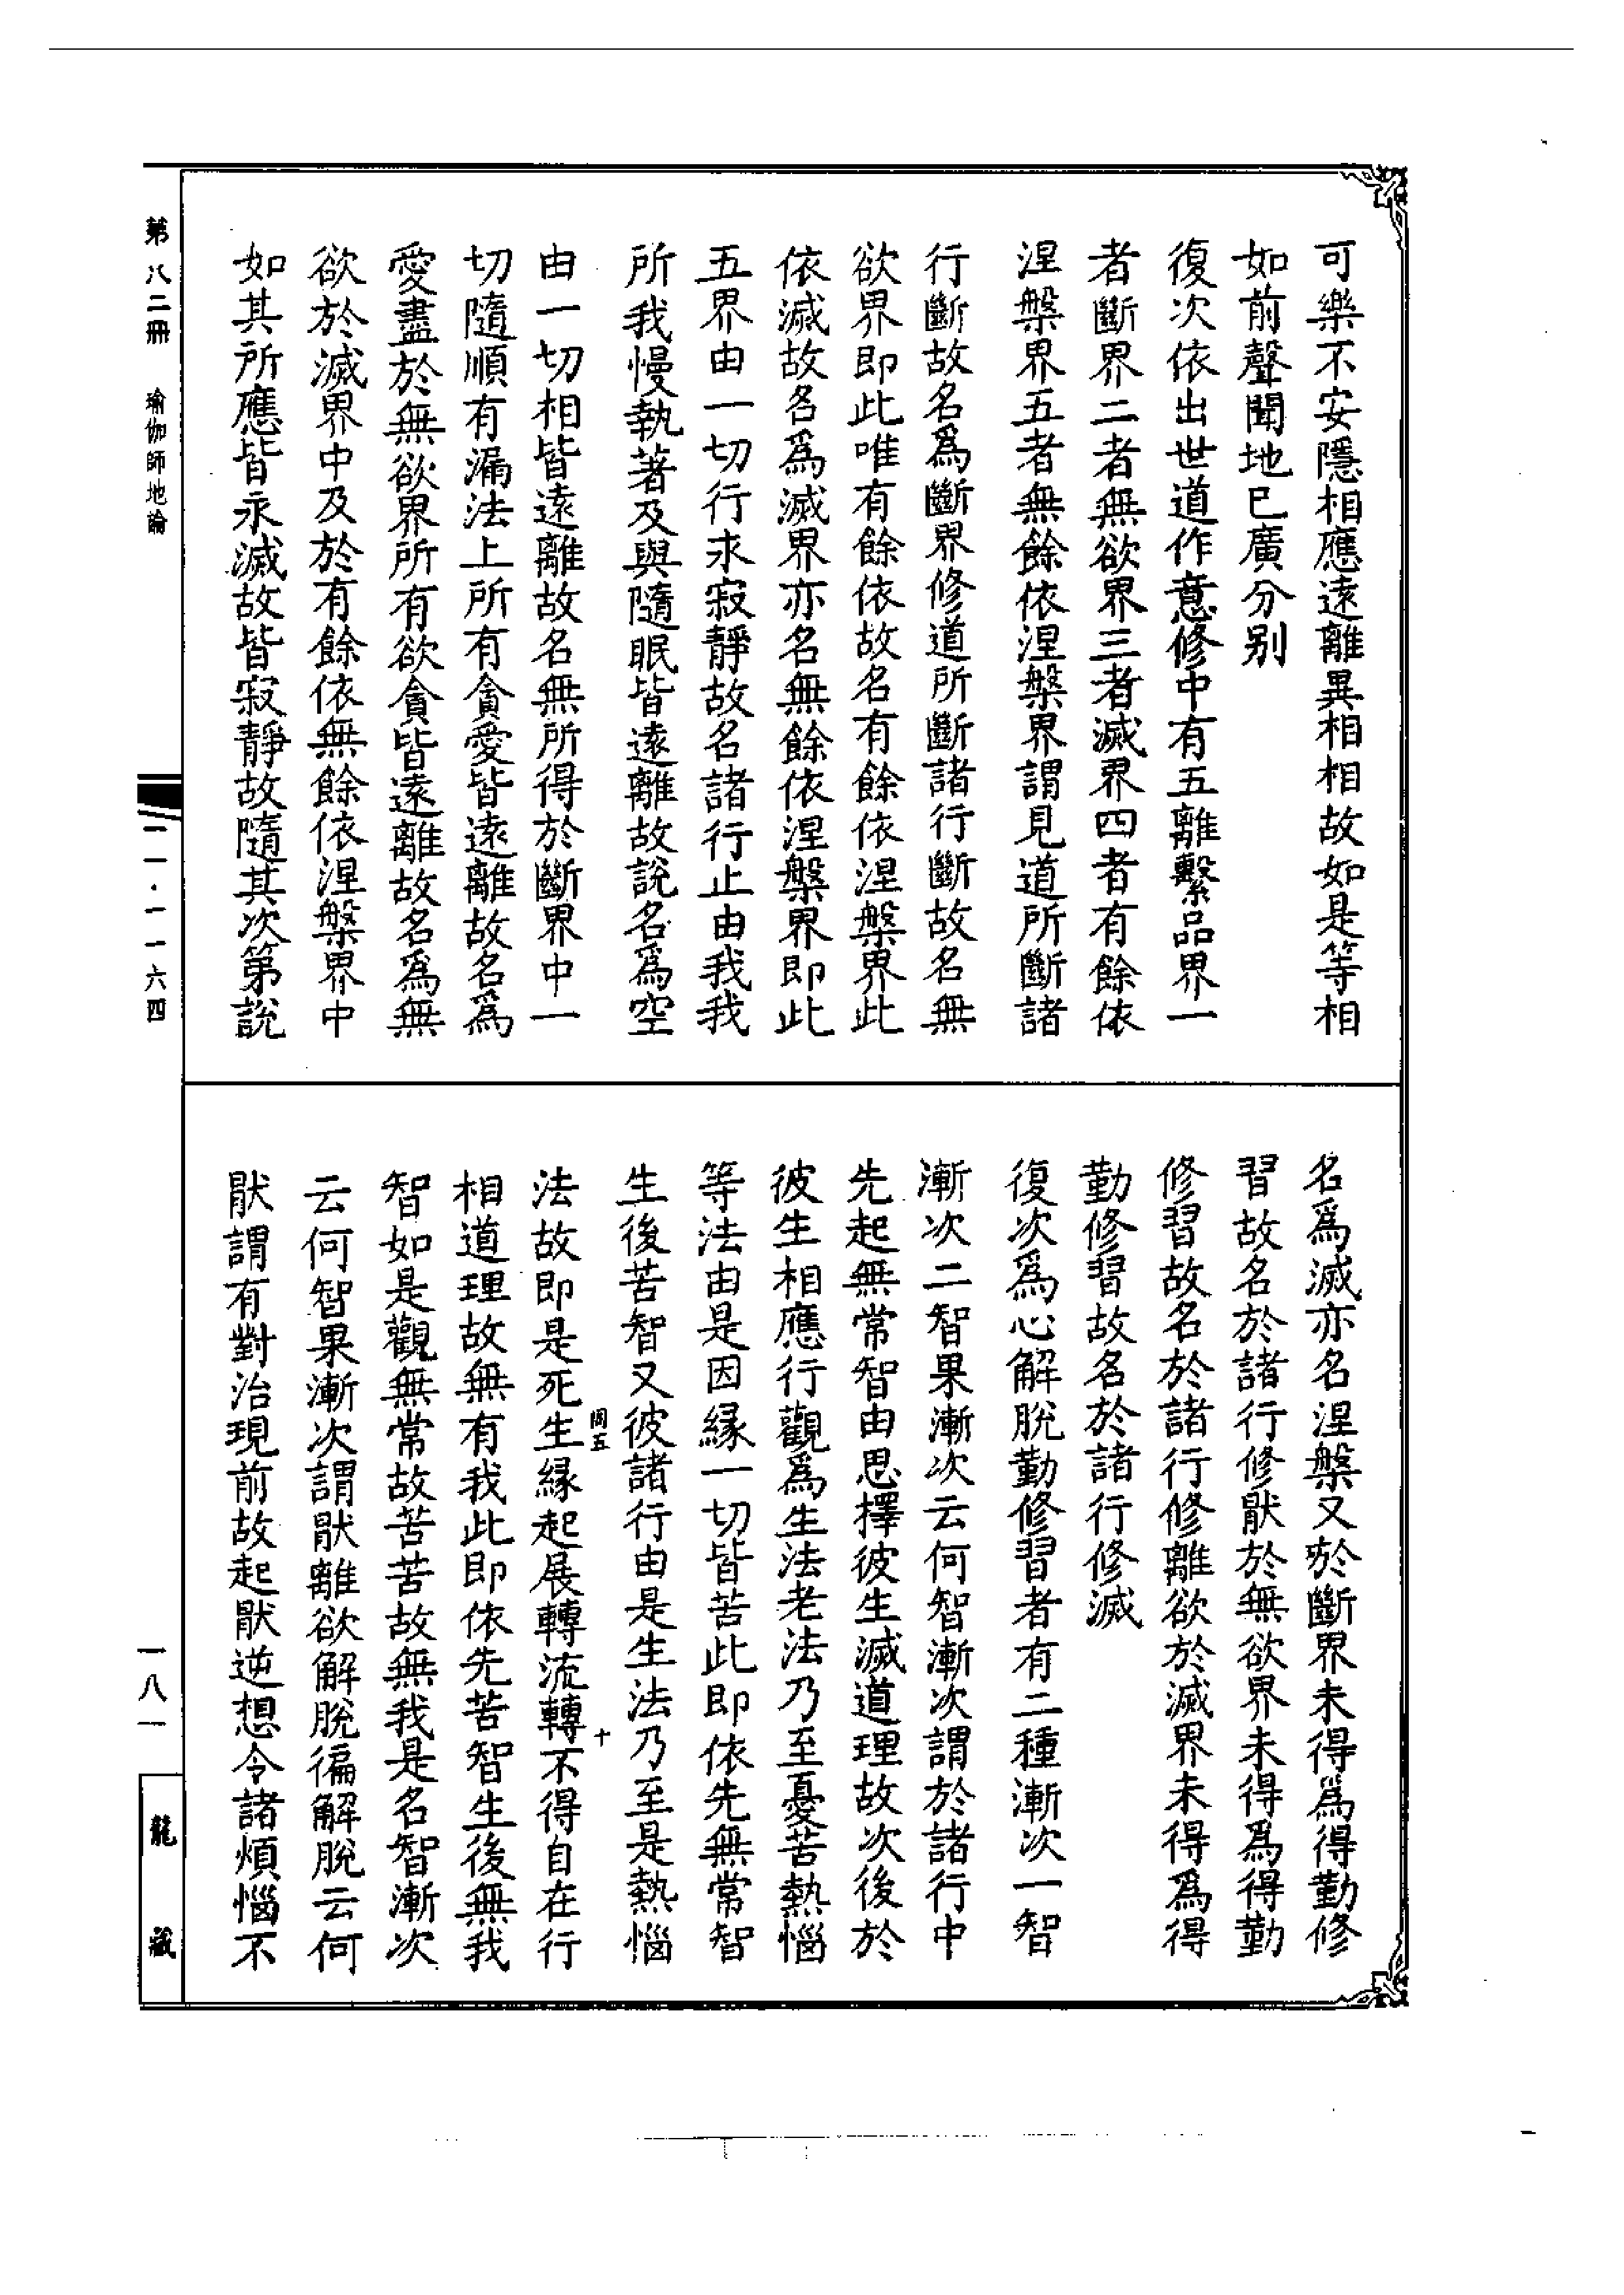 可樂不安隱相應遠離異相相故如是等相
如前聲聞地已廣分别
復次依出世道作意修中有五離繫品界一
者斷界二者無欲界三者滅界四者有餘依
涅槃界五者無餘依涅槃界謂見道所斷諸
行斷故名爲斷界修道所斷諸行斷故名無
欲界即此唯有餘依故名有餘依涅槃界此
依滅故名爲滅界亦名無餘依涅槃界即此
五界由一切行求寂靜故名諸行止由我我
所我慢執著及與隨眠皆遠離故說名爲空
由一切相皆遠離故名無所得於斷界中一
切隨順有漏法上所有貪愛皆遠離故名爲
愛盡於無欲界所有欲貪皆遠離故名爲無
欲於滅界中及於有餘依無餘依涅槃界中
如其所應皆永滅故皆寂靜故隨其次第說
名爲滅亦名涅槃又於斷界未得爲得勤修
習故名於諸行修厭於無欲界未得爲得勤
修習故名於諸行修離欲於滅界未得爲得
勤修習故名於諸行修滅
復次爲心解脫勤修習者有二種漸次一智
漸次二智果漸次云何智漸次謂於諸行中
先起無常智由思擇彼生滅道理故次後於
彼生相應行觀爲生法老法乃至憂苦熱惱
等法由是因緣一切皆苦此即依先無常智
生後苦智又彼諸行由是生法乃至是熱惱
法故即是死生緣起展轉流轉不得自在行
相道理故無有我此即依先苦智生後無我
智如是觀無常故苦苦故無我是名智漸次
云何智果漸次謂厭離欲解脫徧解脫云何
厭謂有對治現前故起厭逆想令諸煩惱不
第八二冊 瑜伽師地論
一一·一一六四
一八一
龍藏